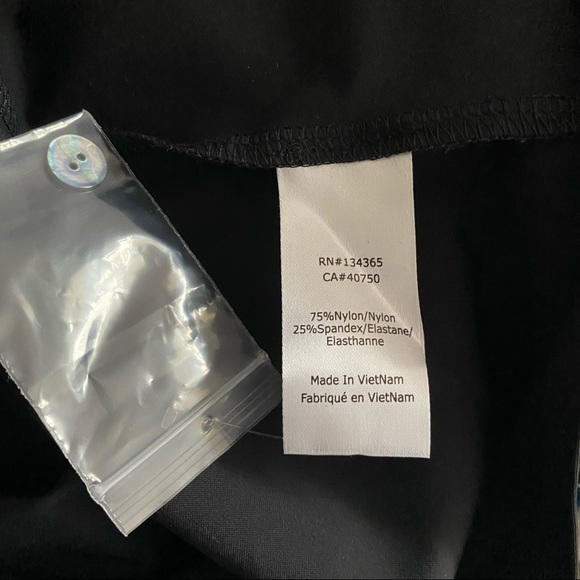 RN#134365
CA#40750
75%Nylon/Nylon
25%Spandex/Elastane/
Elasthanne
Made In VietNam
Fabriqué en VietNam